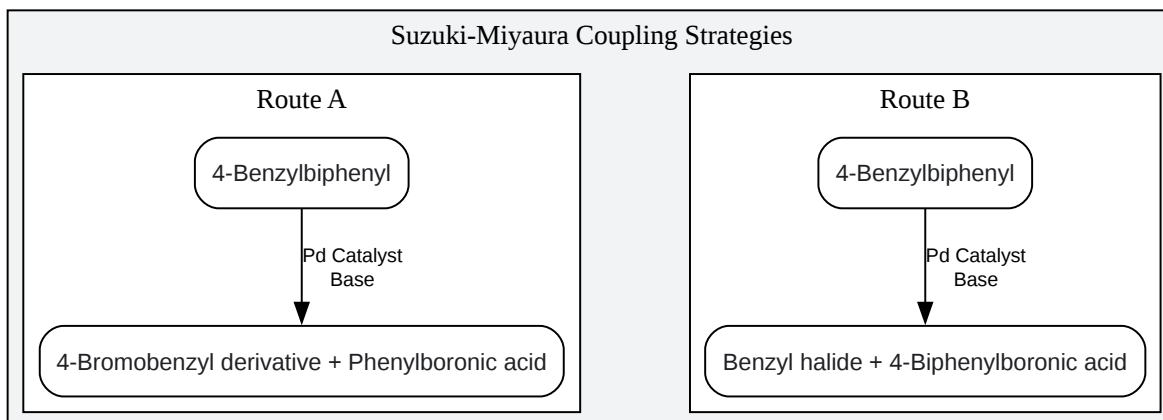 Suzuki-Miyaura Coupling Strategies
Route A
4-Benzylbiphenyl
Pd Catalyst
Base
4-Bromobenzyl derivative + Phenylboronic acid
Route B
4-Benzylbiphenyl
Pd Catalyst
Base
Benzyl halide + 4-Biphenylboronic acid